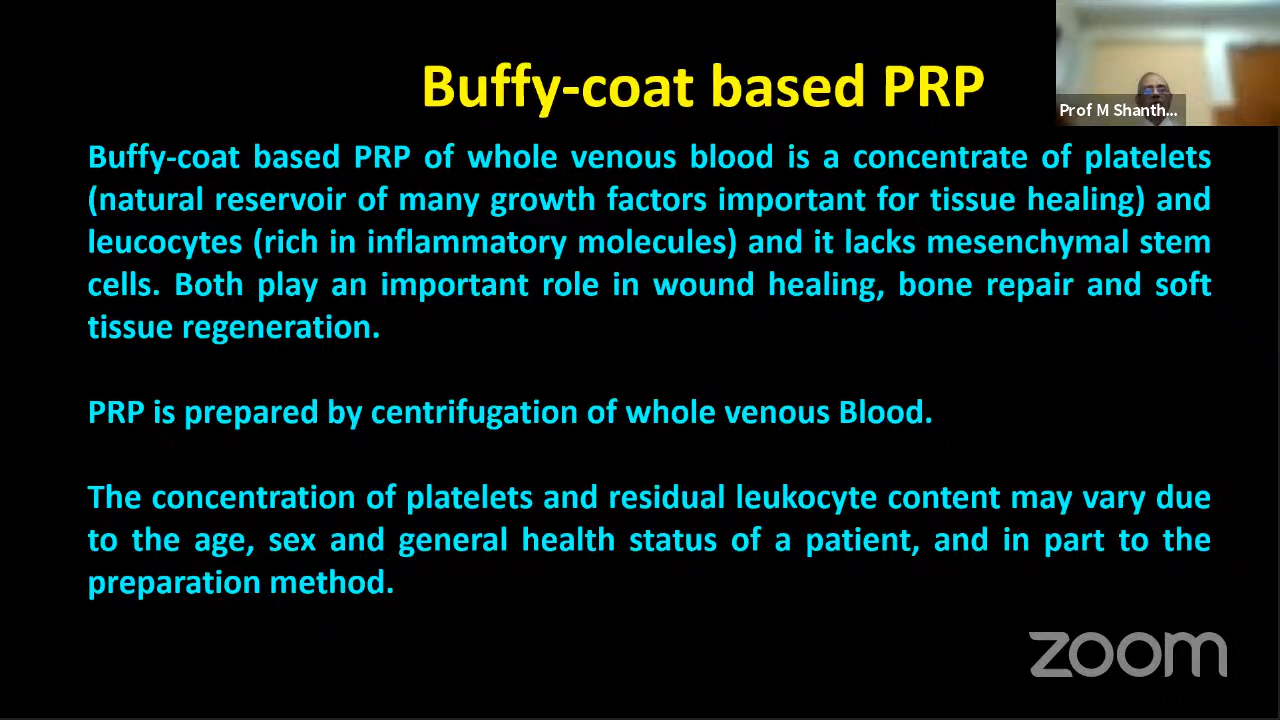 Buffy-coat based PRP
Prof M Shanth...
Buffy-coat based PRP of whole venous blood is a concentrate of platelets
(natural reservoir of many growth factors important for tissue healing) and
leucocytes (rich in inflammatory molecules) and it lacks mesenchymal stem
cells. Both play an important role in wound healing, bone repair and soft
tissue regeneration.
PRP is prepared by centrifugation of whole venous Blood.
The concentration of platelets and residual leukocyte content may vary due
to the age, sex and general health status of a patient, and in part to the
preparation method.
zoom